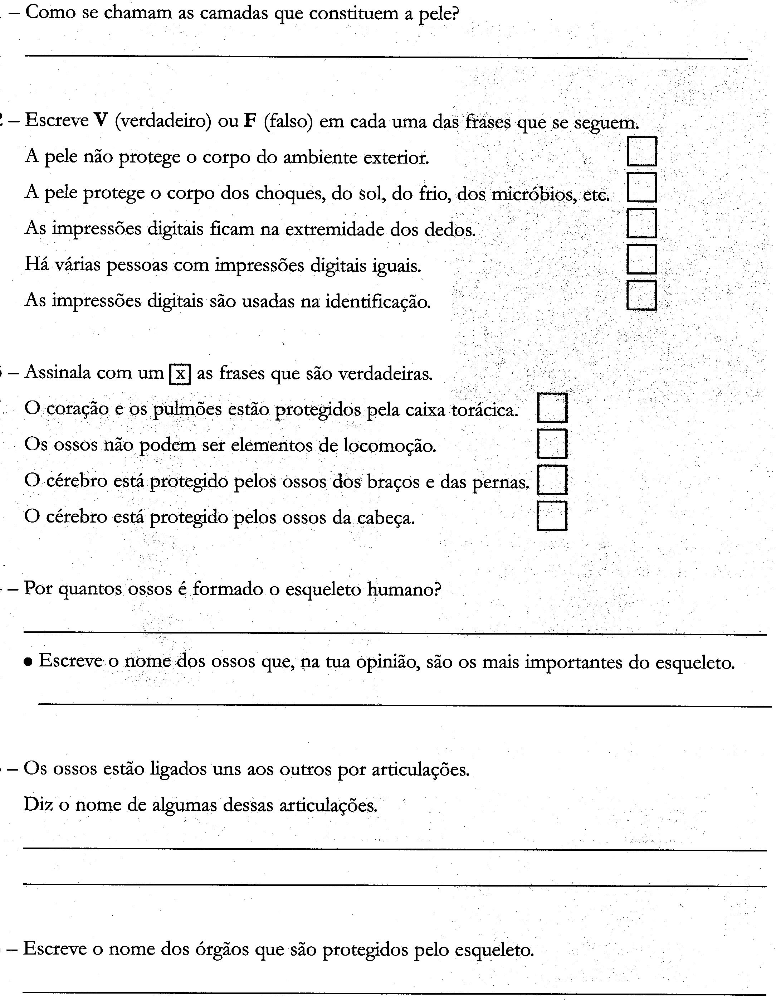 – Como se chamam as camadas que constituem a pele?
2 – Escreve V (verdadeiro) ou F (falso) em cada uma das frases que se seguem.
A pele não protege o corpo do ambiente exterior.
A pele protege o corpo dos choques, do sol, do frio, dos micróbios, etc.
As impressões digitais ficam na extremidade dos dedos.
Há várias pessoas com impressões digitais iguais.
As impressões digitais são usadas na identificação.
– Assinala com um x as frases que são verdadeiras.
O coração e os pulmões estão protegidos pela caixa torácica.
Os ossos não podem ser elementos de locomoção.
O cérebro está protegido pelos ossos dos braços e das pernas.
O cérebro está protegido pelos ossos da cabeça.
– Por quantos ossos é formado o esqueleto humano?
• Escreve o nome dos ossos que, na tua opinião, são os mais importantes do esqueleto.
– Os ossos estão ligados uns aos outros por articulações.
Diz o nome de algumas dessas articulações.
– Escreve o nome dos órgãos que são protegidos pelo esqueleto.